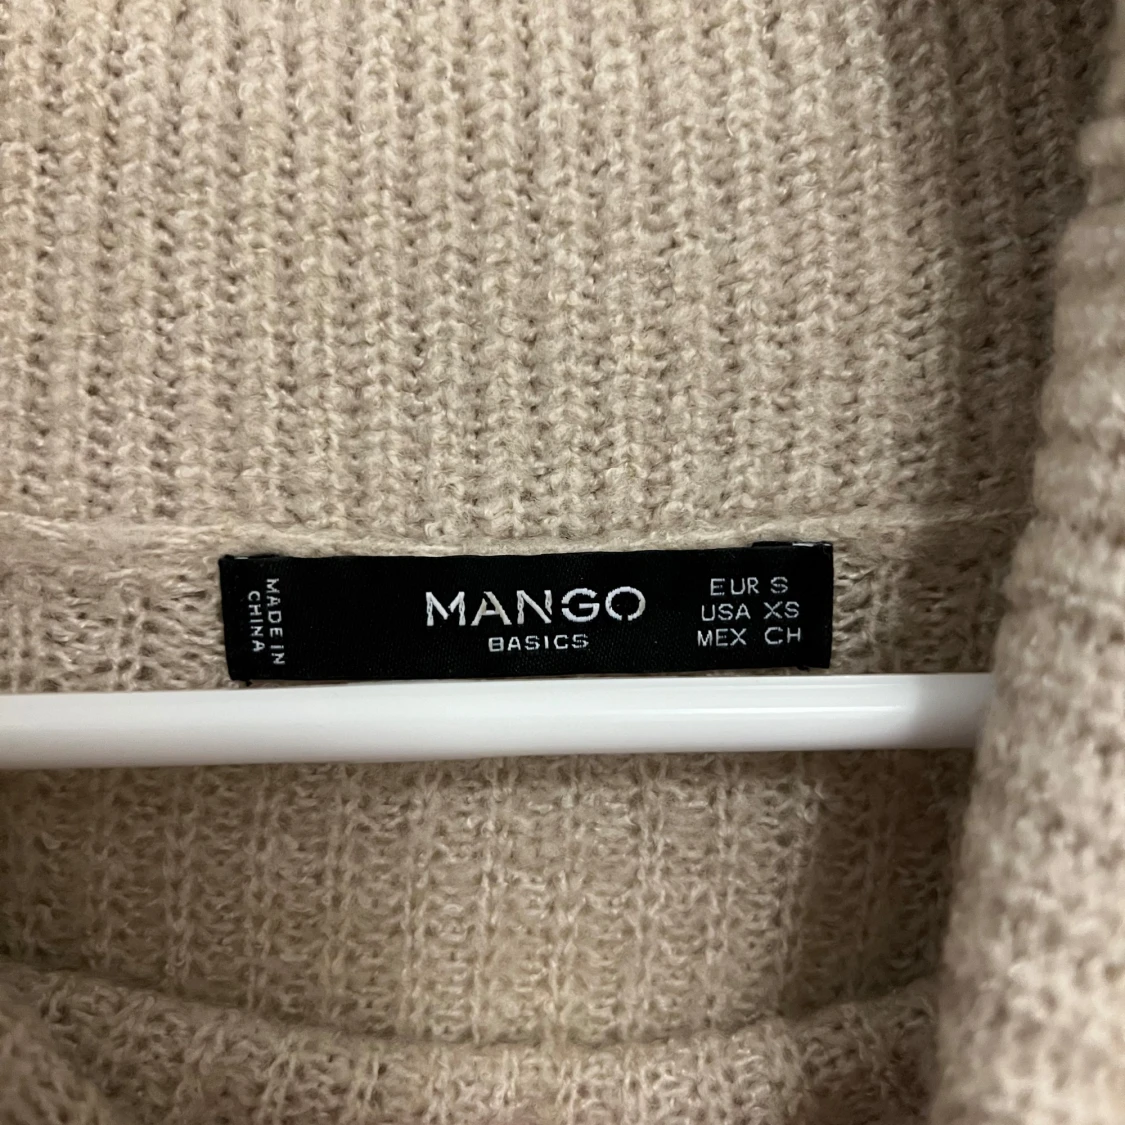 MADE IN
CHINA
MANGO
BASICS
EUR S
USA XS
MEX CH